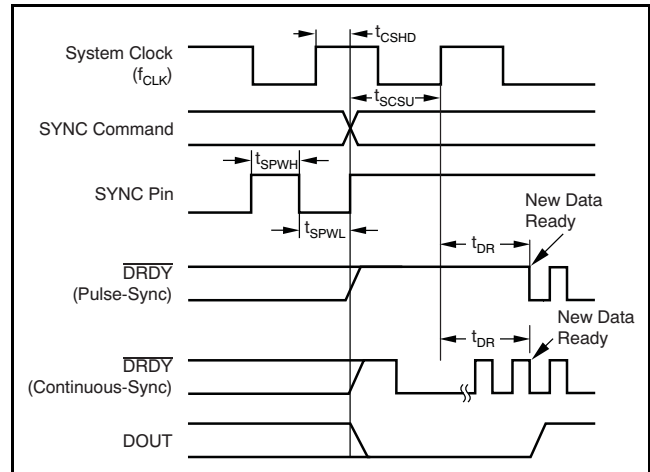 tCSHD
System Clock
(fCLK)
tSCSU
SYNC Command
tSPWH
SYNC Pin
New Data
Ready
tSPWL
tDR
DRDY
(Pulse-Sync)
New Data
Ready
tDR
DRDY
(Continuous-Sync)
DOUT